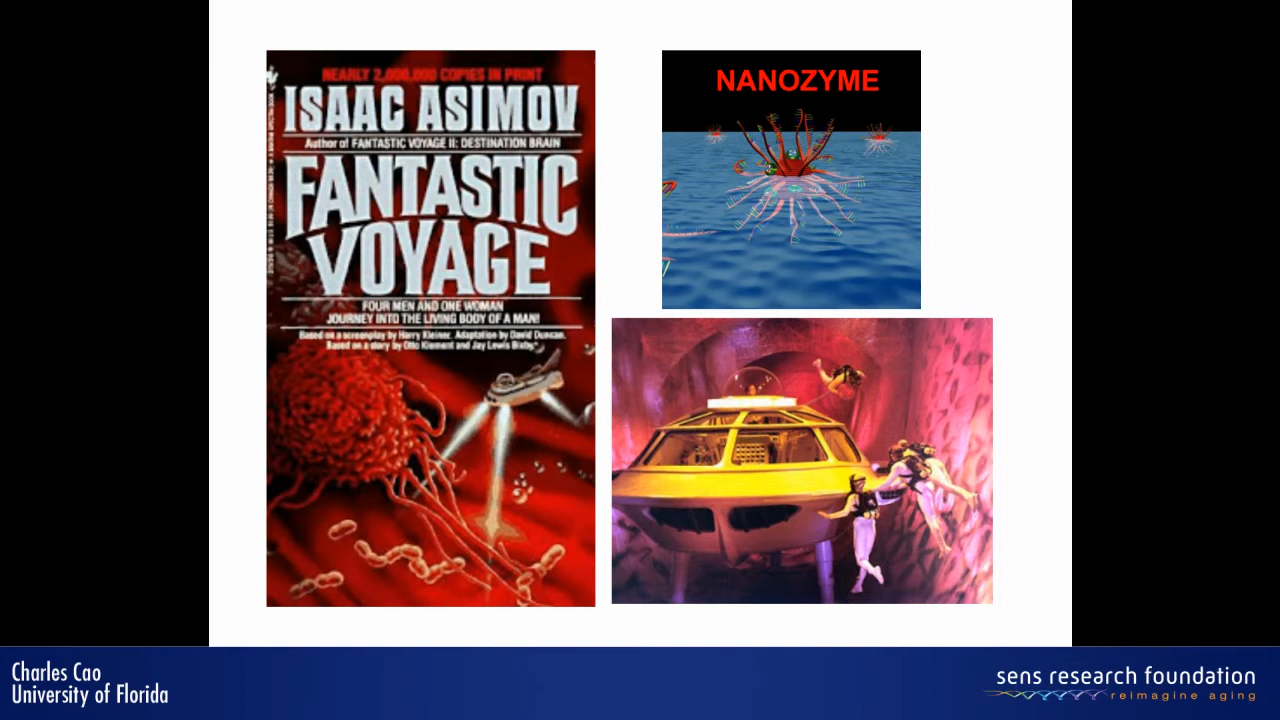 NEARLY 2,000,000 COPIES IN PRINT
ISAAC ASIMOV
Author of FANTASTIC VOYAGE II: DESTINATION BRAIN
FANTASTIC
VOYAGE
FOUR MEN AND ONE WOMAN
JOURNEY INTO THE LIVING BODY OF A MAN!
Based on a screenplay by Harry Kleiner. Adaptation by David Duncan.
Based on a story by Otto Klement and Jay Lewis Bixby.
NANOZYME
Charles Cao
University of Florida
sens research foundation
reimagine aging